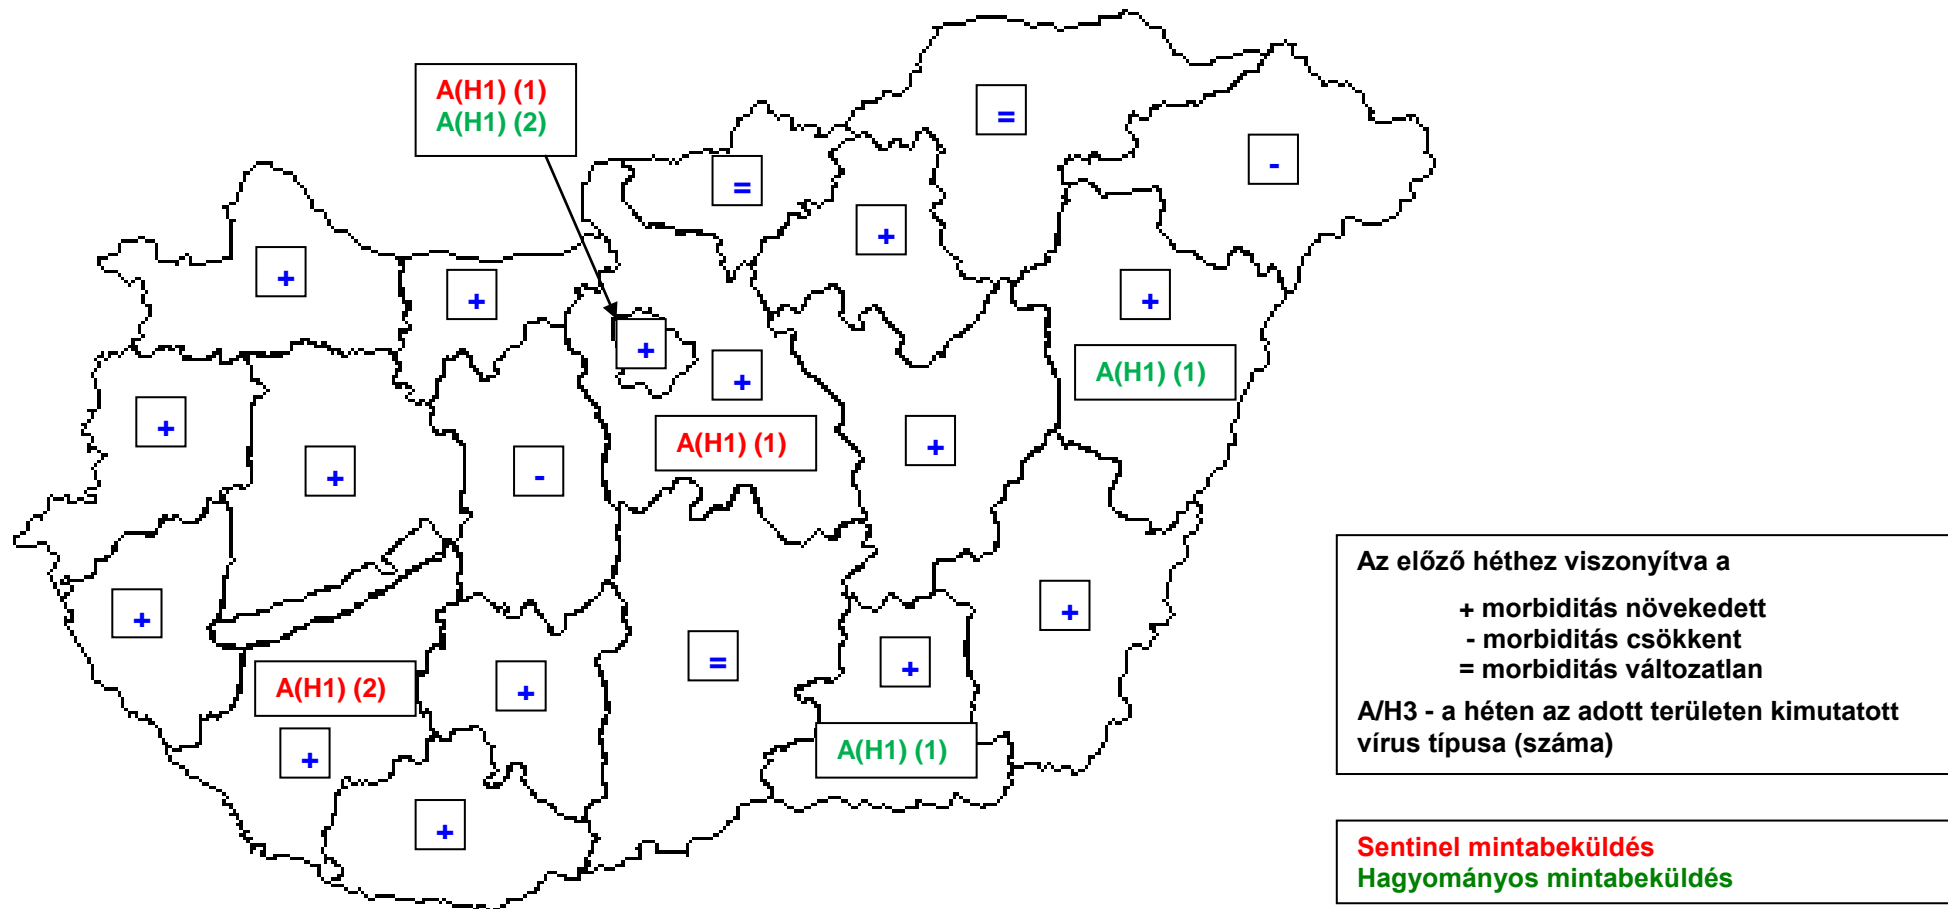 A(H1) (1)
A(H1) (2)
=
=
-
+
+
+
+
+
+
A(H1) (1)
+
+
+
A(H1) (1)
+
-
+
+
=
+
+
A(H1) (2)
+
A(H1) (1)
+
+
Az előző héthez viszonyítva a
+ morbiditás növekedett
- morbiditás csökkent
= morbiditás változatlan
A/H3 - a héten az adott területen kimutatott
vírus típusa (száma)
Sentinel mintabeküldés
Hagyományos mintabeküldés